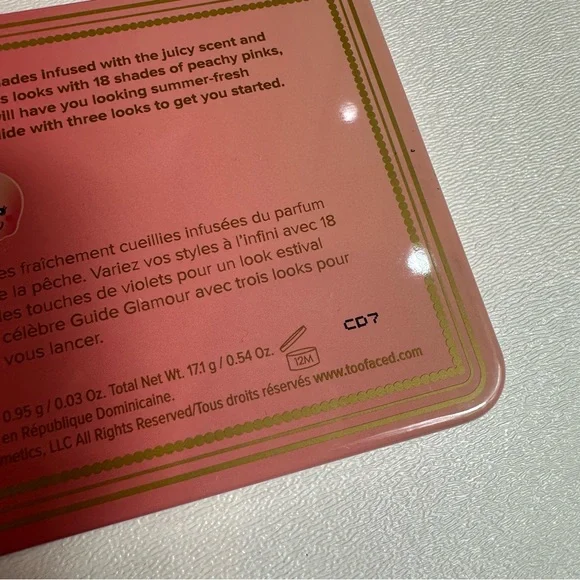 ades infused with the juicy scent and
s looks with 18 shades of peachy pinks,
ill have you looking summer-fresh
ide with three looks to get you started.
es fraîchement cueillies infusées du parfum
e la pêche. Variez vos styles à l'infini avec 18
les touches de violets pour un look estival
célèbre Guide Glamour avec trois looks pour
vous lancer.
CD7
0.95 g / 0.03 Oz. Total Net Wt. 17.1 g / 0.54 Oz.
12M
en République Dominicaine.
metics, LLC All Rights Reserved/Tous droits réservés www.toofaced.com